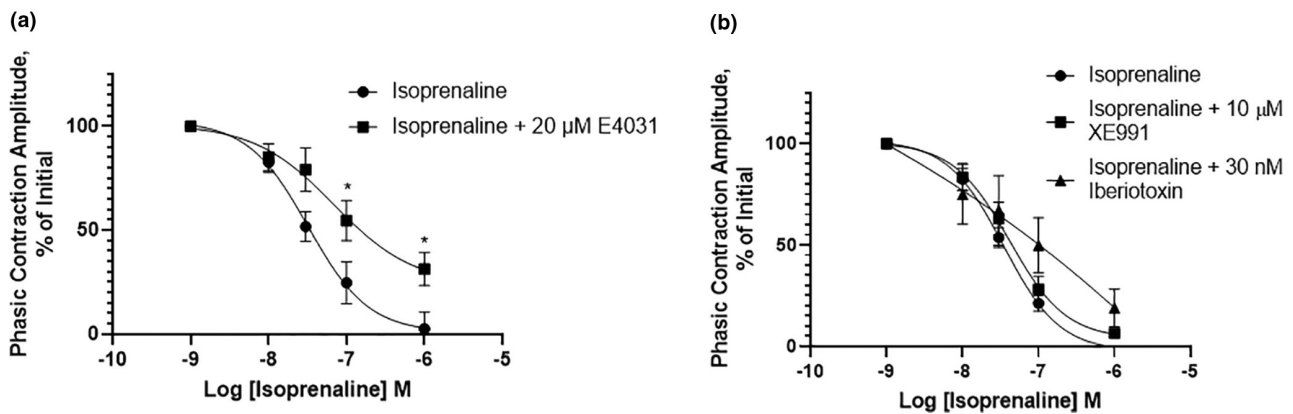 (a)
Phasic Contraction Amplitude,
% of Initial
100
50
0
-10
-9
-8
-7
-6
-5
Log [Isoprenaline] M
Isoprenaline
Isoprenaline + 20 µM E4031
*
*
(b)
Phasic Contraction Amplitude,
% of Initial
100
50
0
-10
-9
-8
-7
-6
-5
Log [Isoprenaline] M
Isoprenaline
Isoprenaline + 10 µM
XE991
Isoprenaline + 30 nM
Iberiotoxin